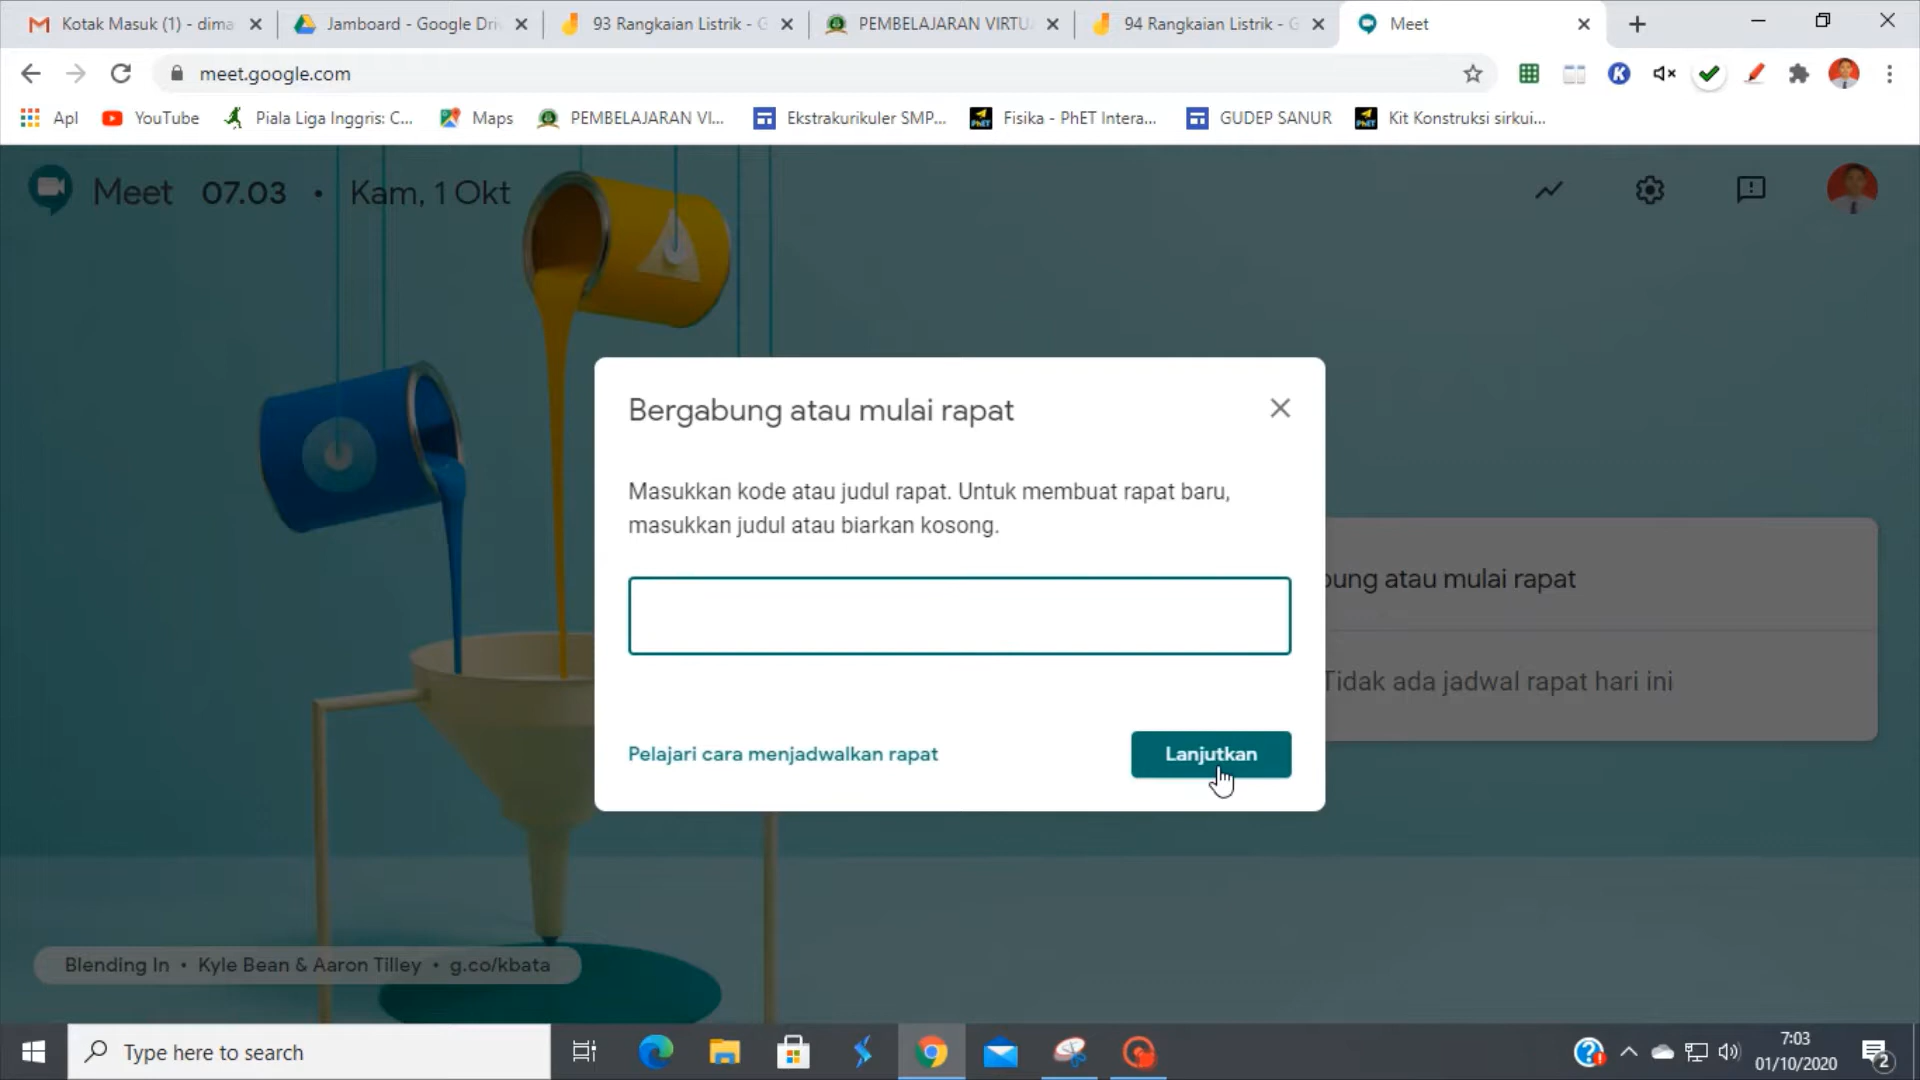 Kotak Masuk (1) - dima
Jamboard - Google Dri
93 Rangkaian Listrik - G
PEMBELAJARAN VIRTUA
94 Rangkaian Listrik - G
Meet
meet.google.com
Apl
YouTube
Piala Liga Inggris: C...
Maps
PEMBELAJARAN VI...
Ekstrakurikuler SMP...
Fisika - PhET Intera...
GUDEP SANUR
Kit Konstruksi sirkui...
Meet 07.03 • Kam, 1 Okt
Bergabung atau mulai rapat
Masukkan kode atau judul rapat. Untuk membuat rapat baru,
masukkan judul atau biarkan kosong.
bung atau mulai rapat
Tidak ada jadwal rapat hari ini
Pelajari cara menjadwalkan rapat
Lanjutkan
Blending In • Kyle Bean & Aaron Tilley • g.co/kbata
Type here to search
7:03
01/10/2020
2